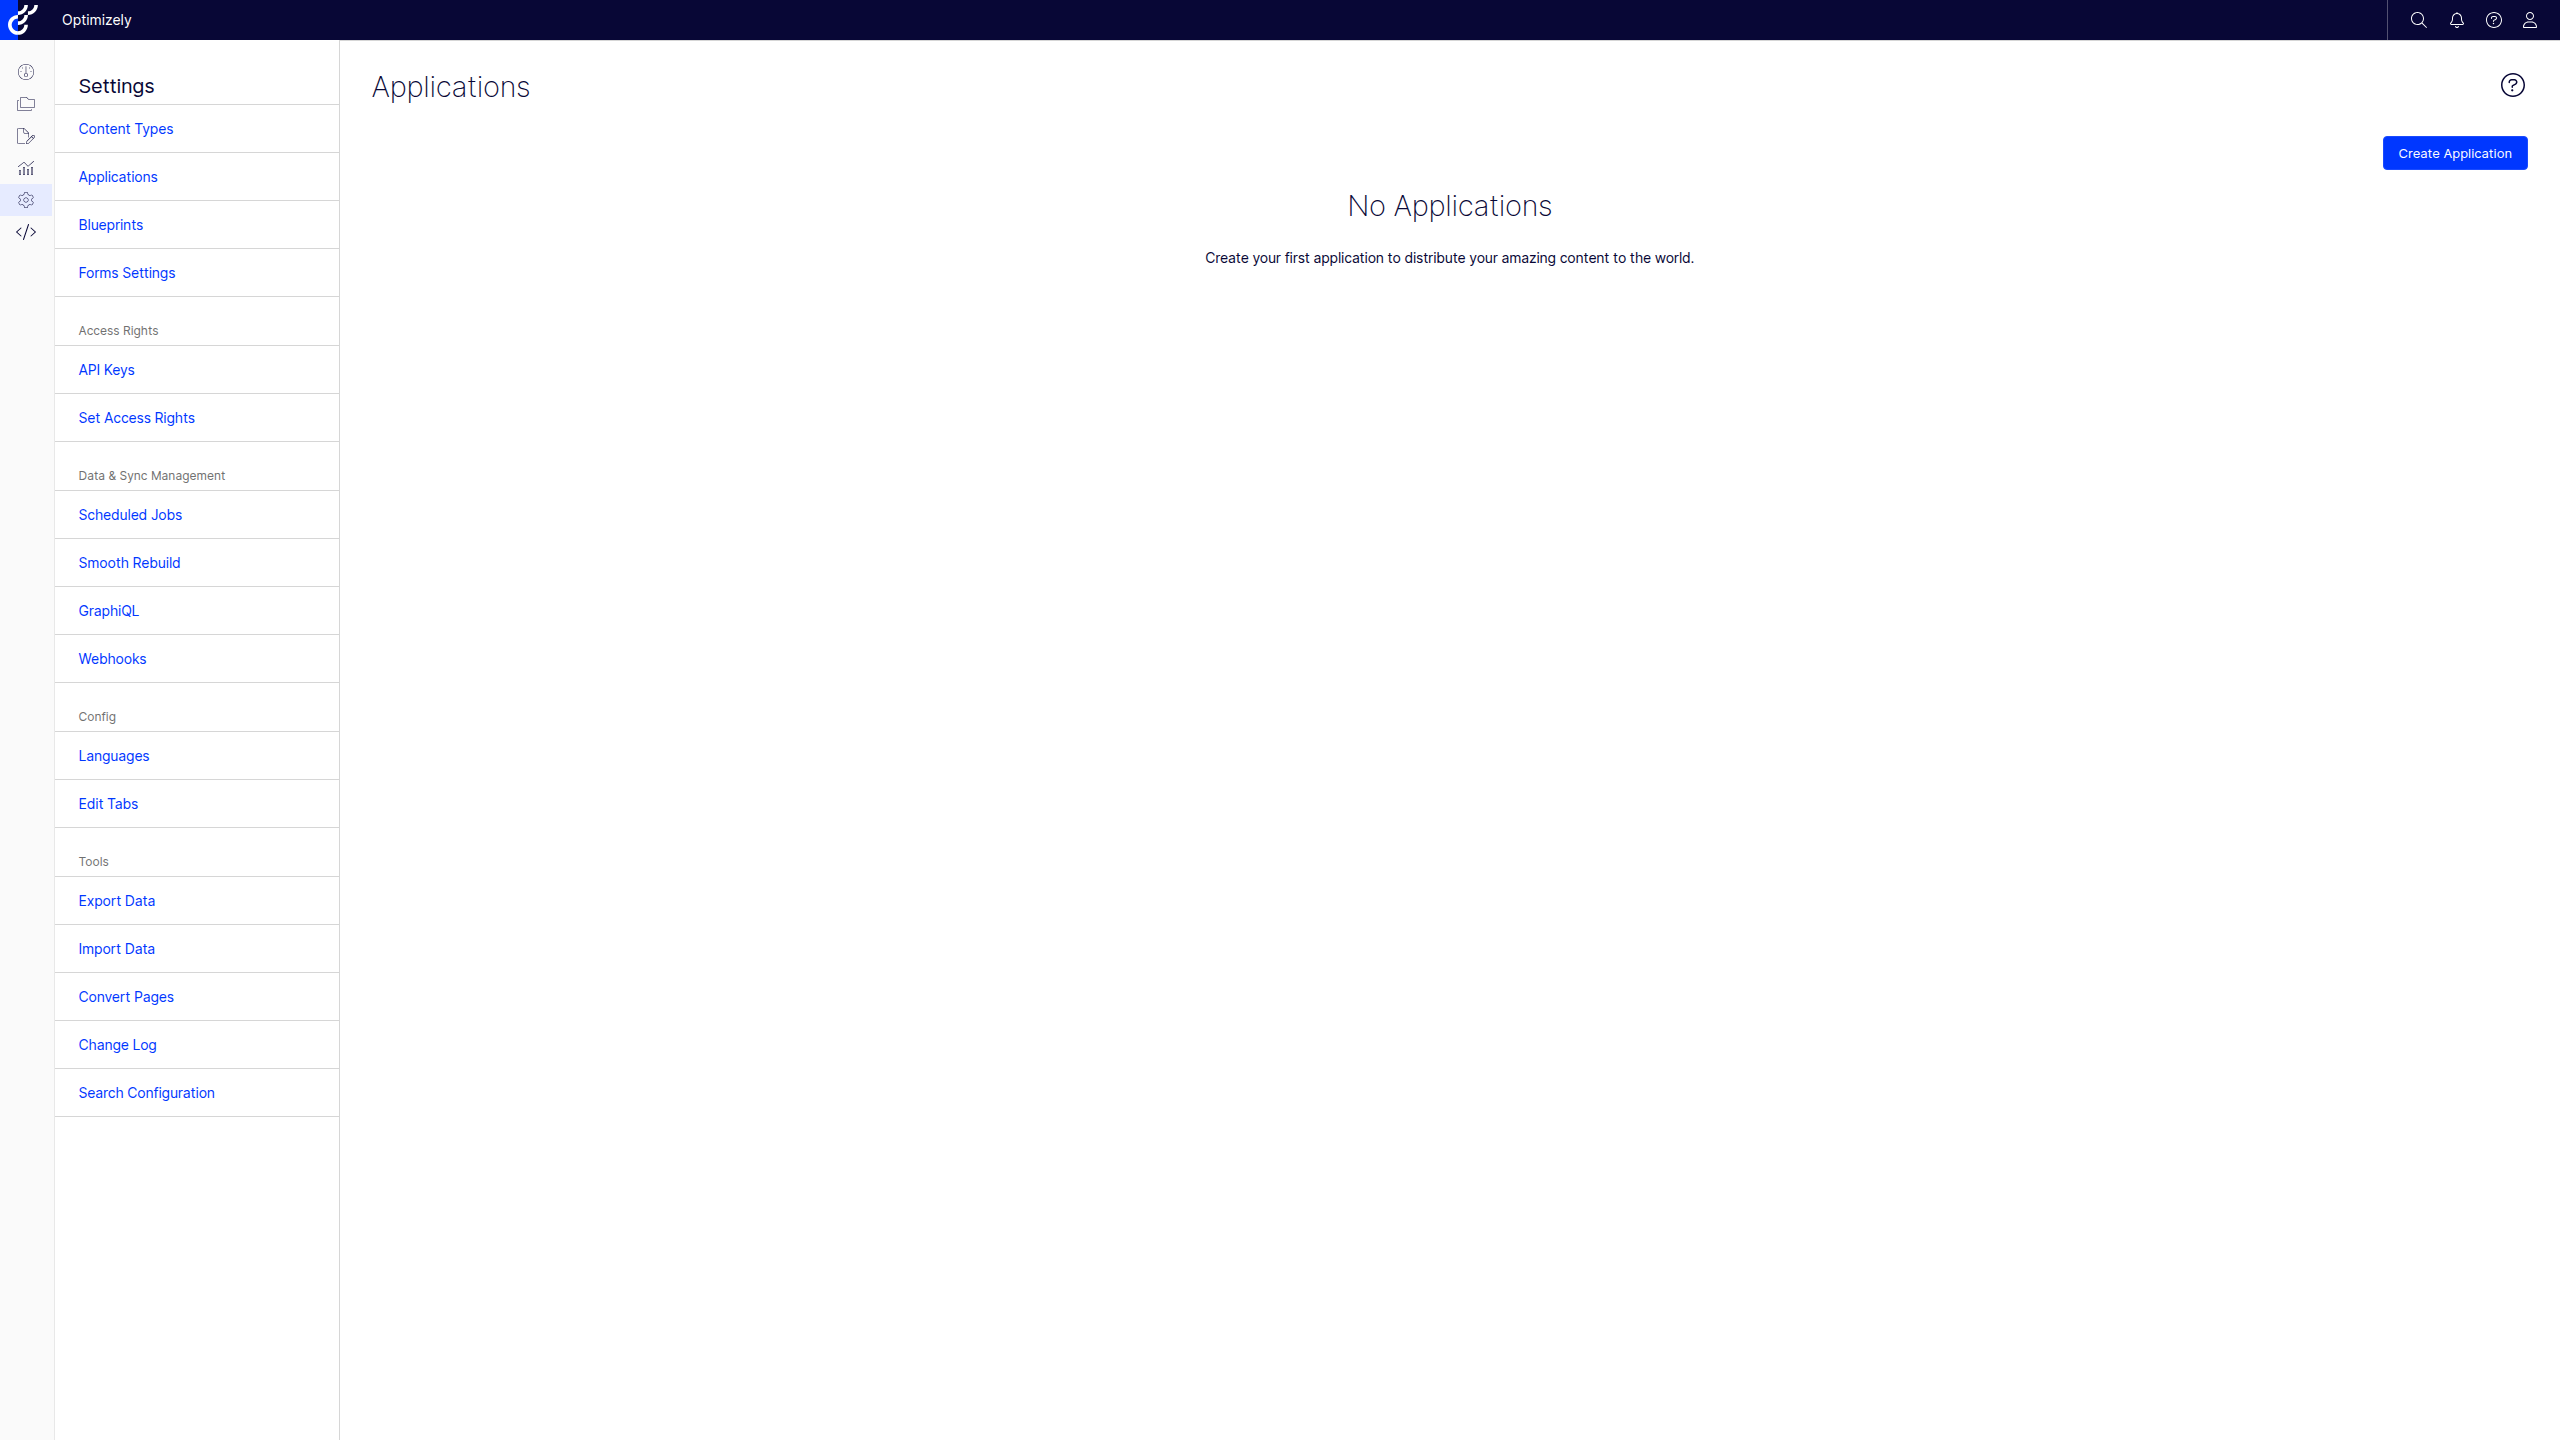 Optimizely
Settings
Content Types
Applications
Blueprints
Forms Settings
Access Rights
API Keys
Set Access Rights
Data & Sync Management
Scheduled Jobs
Smooth Rebuild
GraphiQL
Webhooks
Config
Languages
Edit Tabs
Tools
Export Data
Import Data
Convert Pages
Change Log
Search Configuration
Applications
Create Application
No Applications
Create your first application to distribute your amazing content to the world.